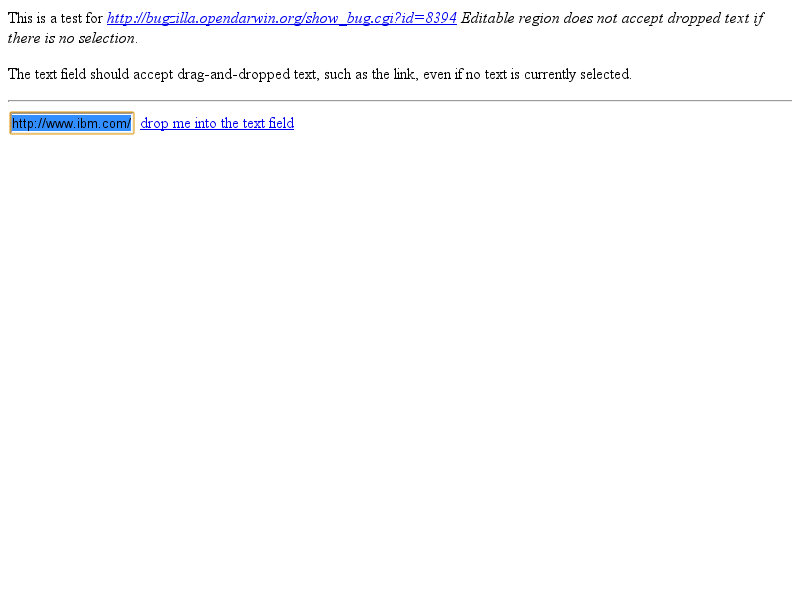 This is a test for http://bugzilla.opendarwin.org/show_bug.cgi?id=8394 Editable region does not accept dropped text if
there is no selection.
The text field should accept drag-and-dropped text, such as the link, even if no text is currently selected.
http://www.ibm.com/ drop me into the text field